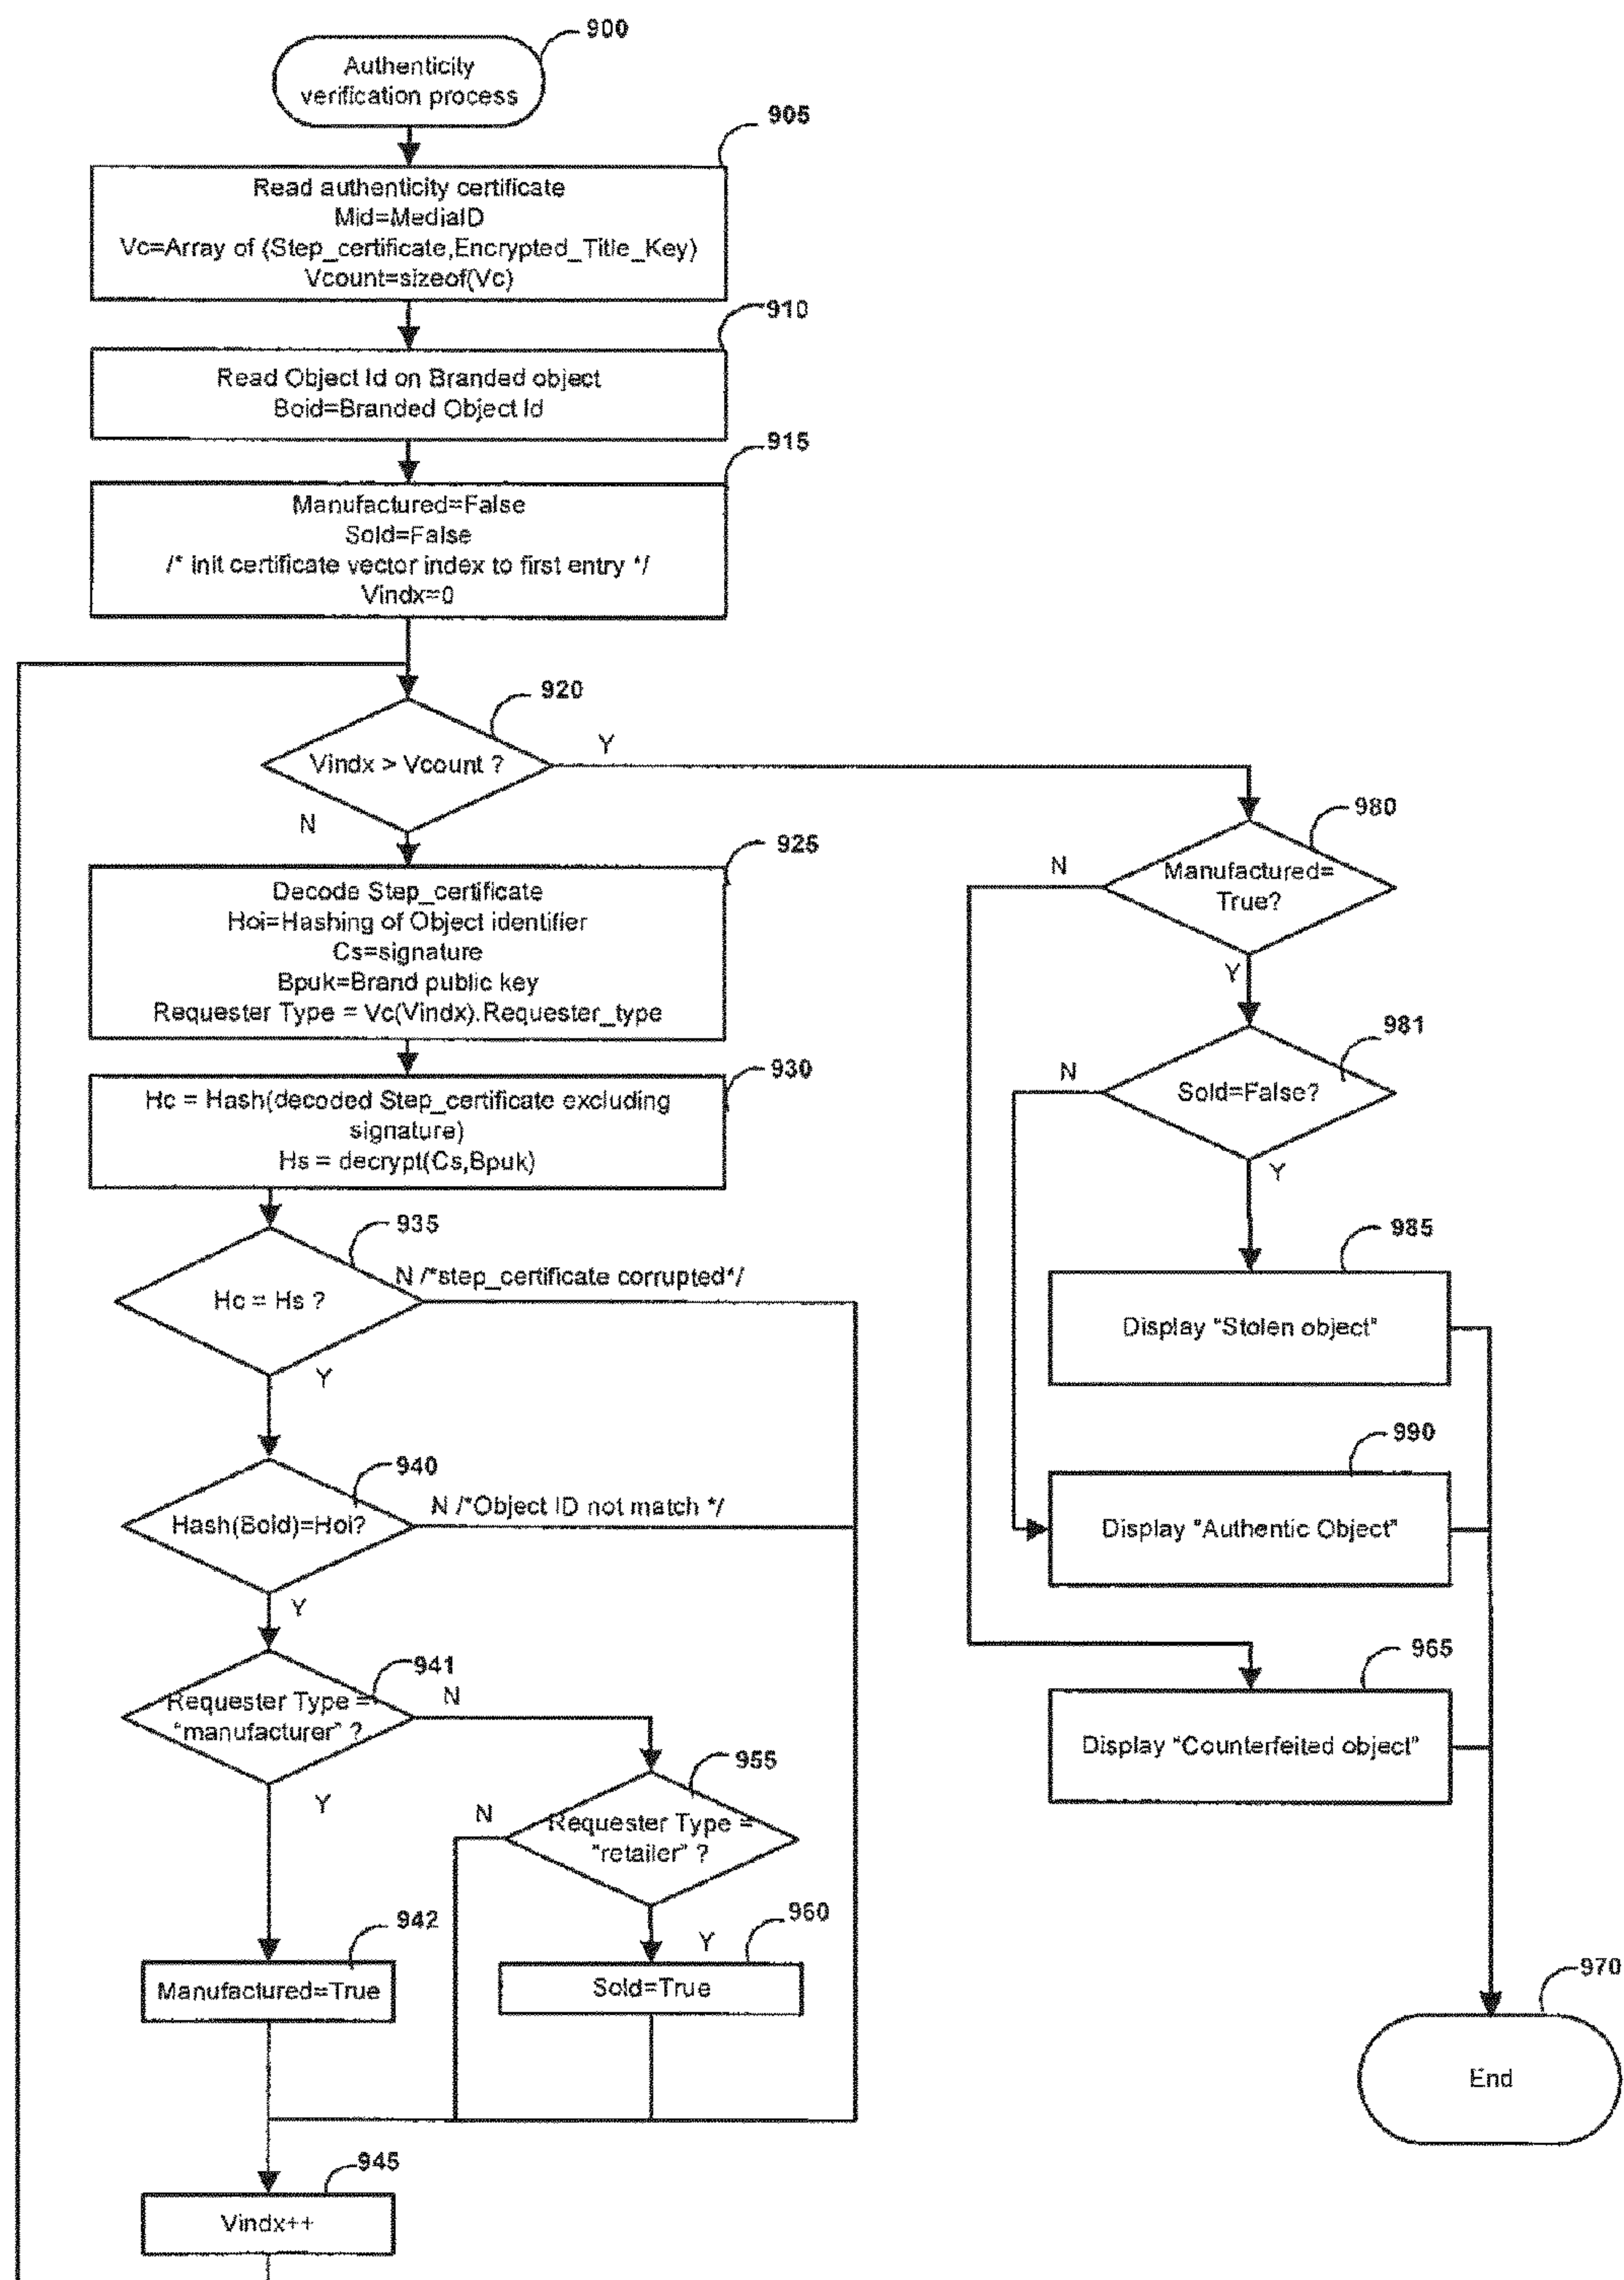 900
Authenticity
verification process
905
Read authenticity certificate
Mid=MediaID
Vc=Array of (Step_certificate,Encrypted_Title_Key)
Vcount=sizeof(Vc)
910
Read Object Id on Branded object
Boid=Branded Object Id
915
Manufactured=False
Sold=False
/* init certificate vector index to first entry */
Vindx=0
920
Vindx > Vcount ?
Y
N
925
Decode Step_certificate
Hoi=Hashing of Object identifier
Cs=signature
Bpuk=Brand public key
Requester Type = Vc(Vindx).Requester_type
930
Hc = Hash(decoded Step_certificate excluding
signature)
Hs = decrypt(Cs,Bpuk)
935
Hc = Hs ?
N /*step_certificate corrupted*/
Y
940
Hash(Boid)=Hoi?
N /*Object ID not match */
Y
941
Requester Type =
"manufacturer" ?
N
Y
955
Requester Type =
"retailer" ?
N
Y
942
Manufactured=True
960
Sold=True
945
Vindx++
980
Manufactured=
True?
N
Y
981
Sold=False?
N
Y
985
Display "Stolen object"
990
Display "Authentic Object"
965
Display "Counterfeited object"
970
End